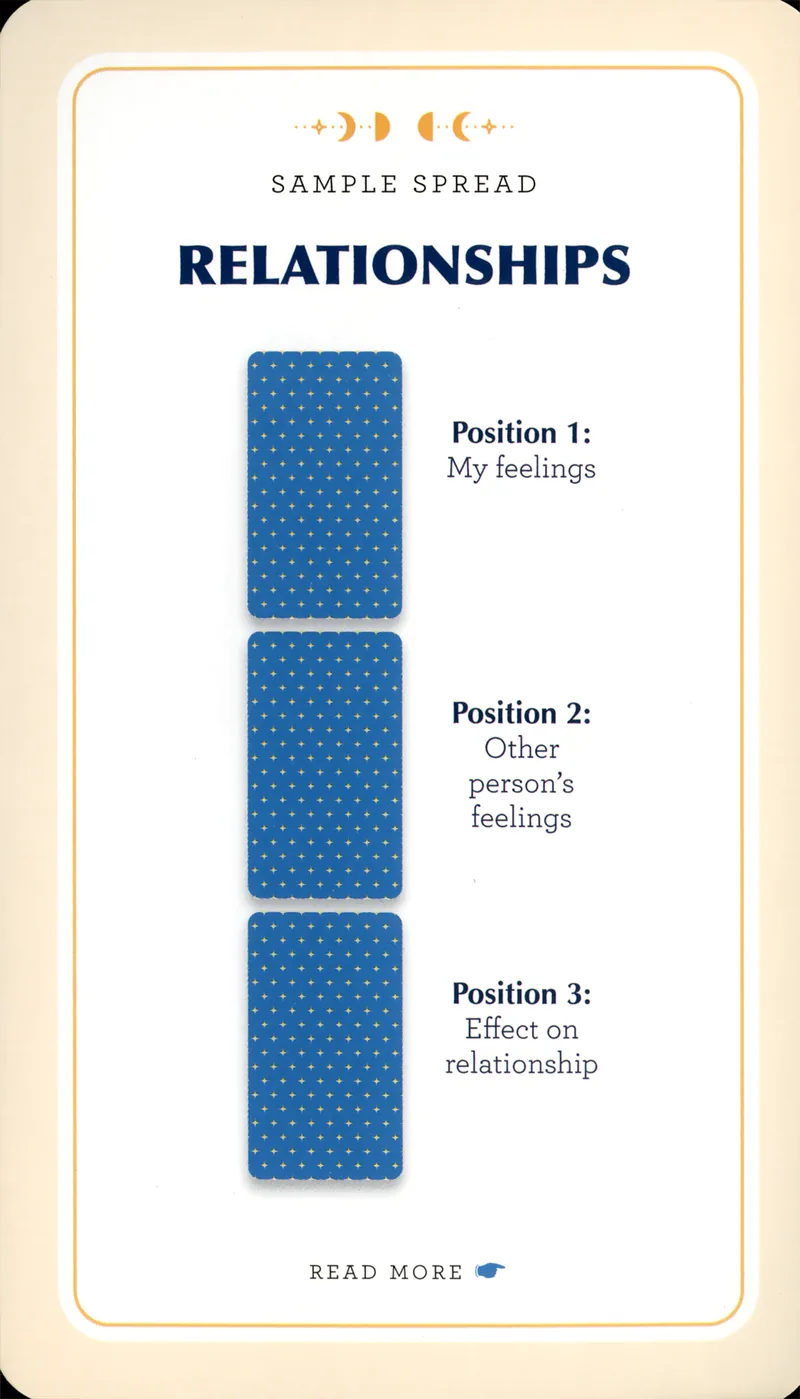 SAMPLE SPREAD
RELATIONSHIPS
Position 1:
My feelings
Position 2:
Other
person’s
feelings
Position 3:
Effect on
relationship
READ MORE